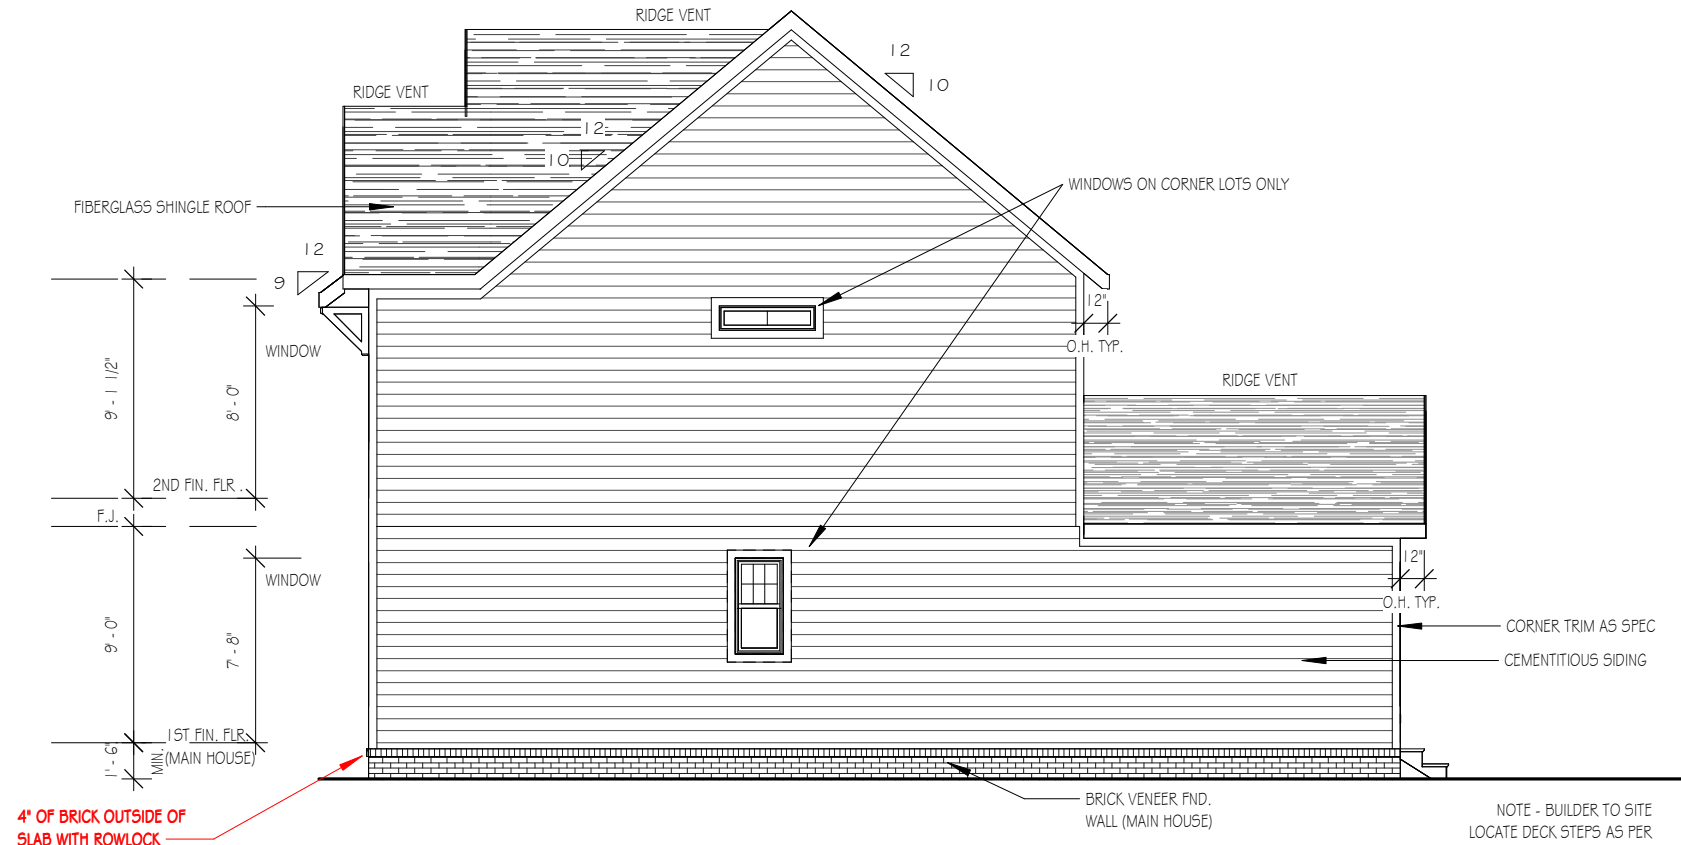 RIDGE VENT
12
10
RIDGE VENT
12
10
WINDOWS ON CORNER LOTS ONLY
FIBERGLASS SHINGLE ROOF
12
9
12"
O.H. TYP.
WINDOW
9' - 1 1/2"
8' - 0"
RIDGE VENT
2ND FIN. FLR.
F.J.
12"
O.H. TYP.
WINDOW
9' - 0"
7' - 8"
CORNER TRIM AS SPEC
CEMENTITIOUS SIDING
1ST FIN. FLR.
(MAIN HOUSE)
1' - 6"
MIN.
4" OF BRICK OUTSIDE OF
SLAB WITH ROWLOCK
BRICK VENEER FND.
WALL (MAIN HOUSE)
NOTE - BUILDER TO SITE
LOCATE DECK STEPS AS PER